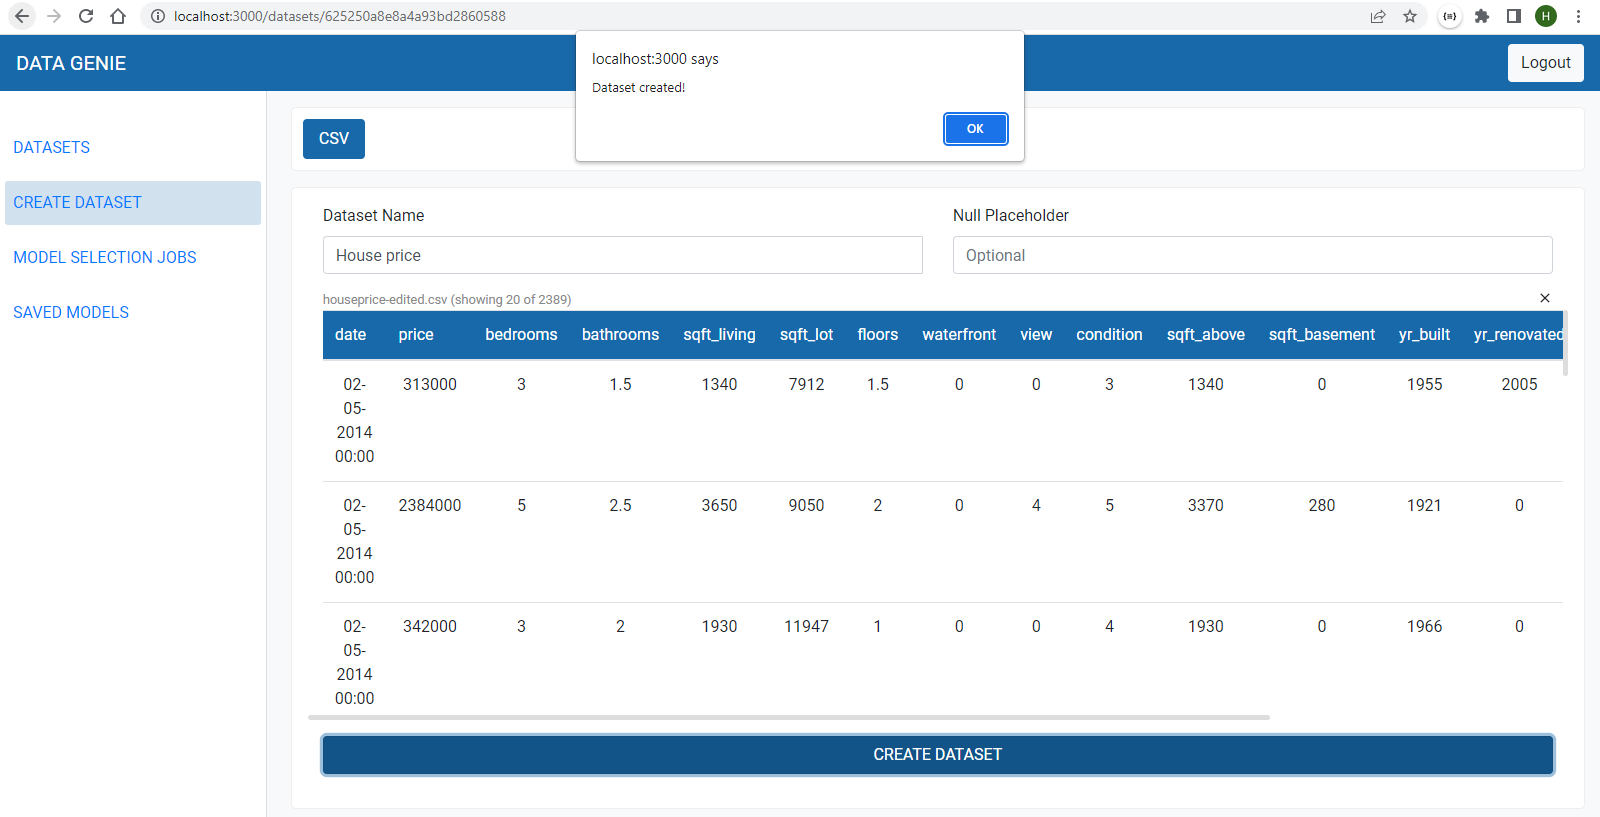 localhost:3000/datasets/625250a8e8a4a93bd2860588
H
DATA GENIE
Logout
localhost:3000 says
Dataset created!
OK
DATASETS
CREATE DATASET
MODEL SELECTION JOBS
SAVED MODELS
CSV
Dataset Name
Null Placeholder
House price
Optional
houseprice-edited.csv (showing 20 of 2389)
date price bedrooms bathrooms sqft_living sqft_lot floors waterfront view condition sqft_above sqft_basement yr_built yr_renovated
02- 313000 3 1.5 1340 7912 1.5 0 0 3 1340 0 1955 2005
05-
2014
00:00
02- 2384000 5 2.5 3650 9050 2 0 4 5 3370 280 1921 0
05-
2014
00:00
02- 342000 3 2 1930 11947 1 0 0 4 1930 0 1966 0
05-
2014
00:00
CREATE DATASET